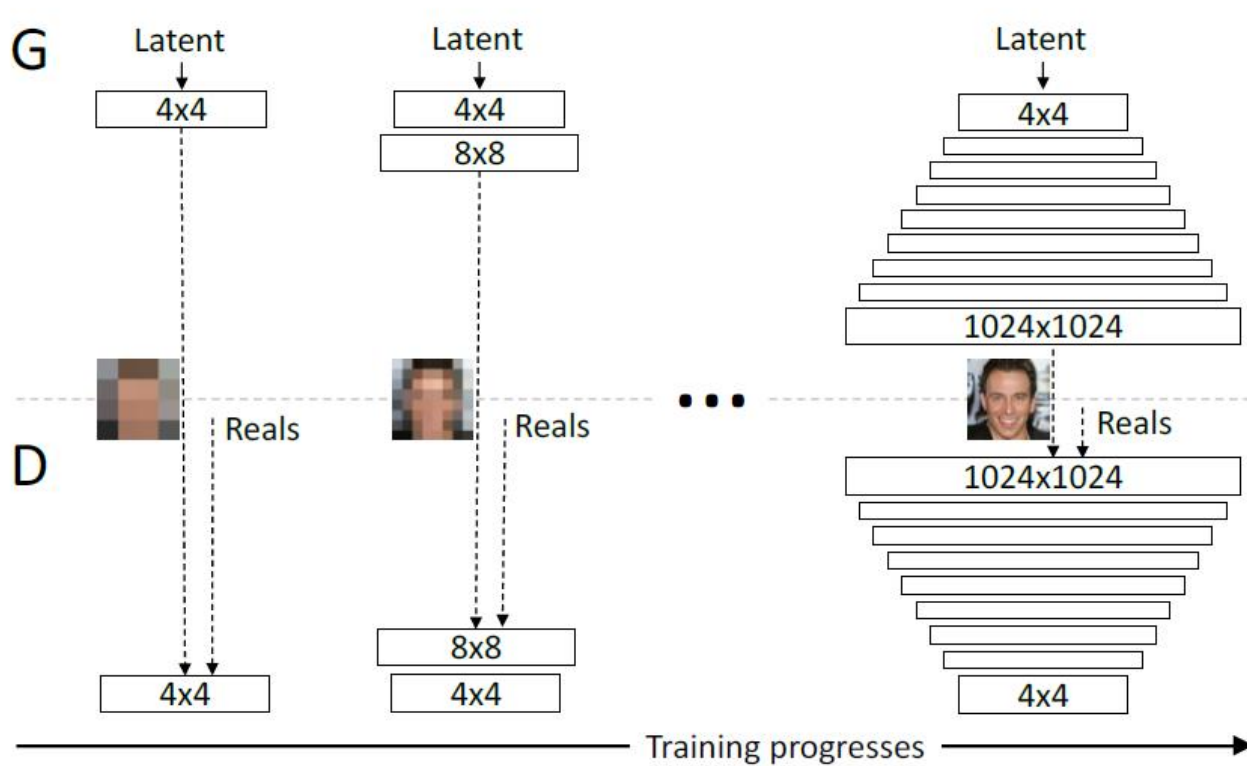 G
Latent
Latent
Latent
4x4
4x4
4x4
8x8
1024x1024
Reals
Reals
...
Reals
D
1024x1024
8x8
4x4
4x4
4x4
Training progresses